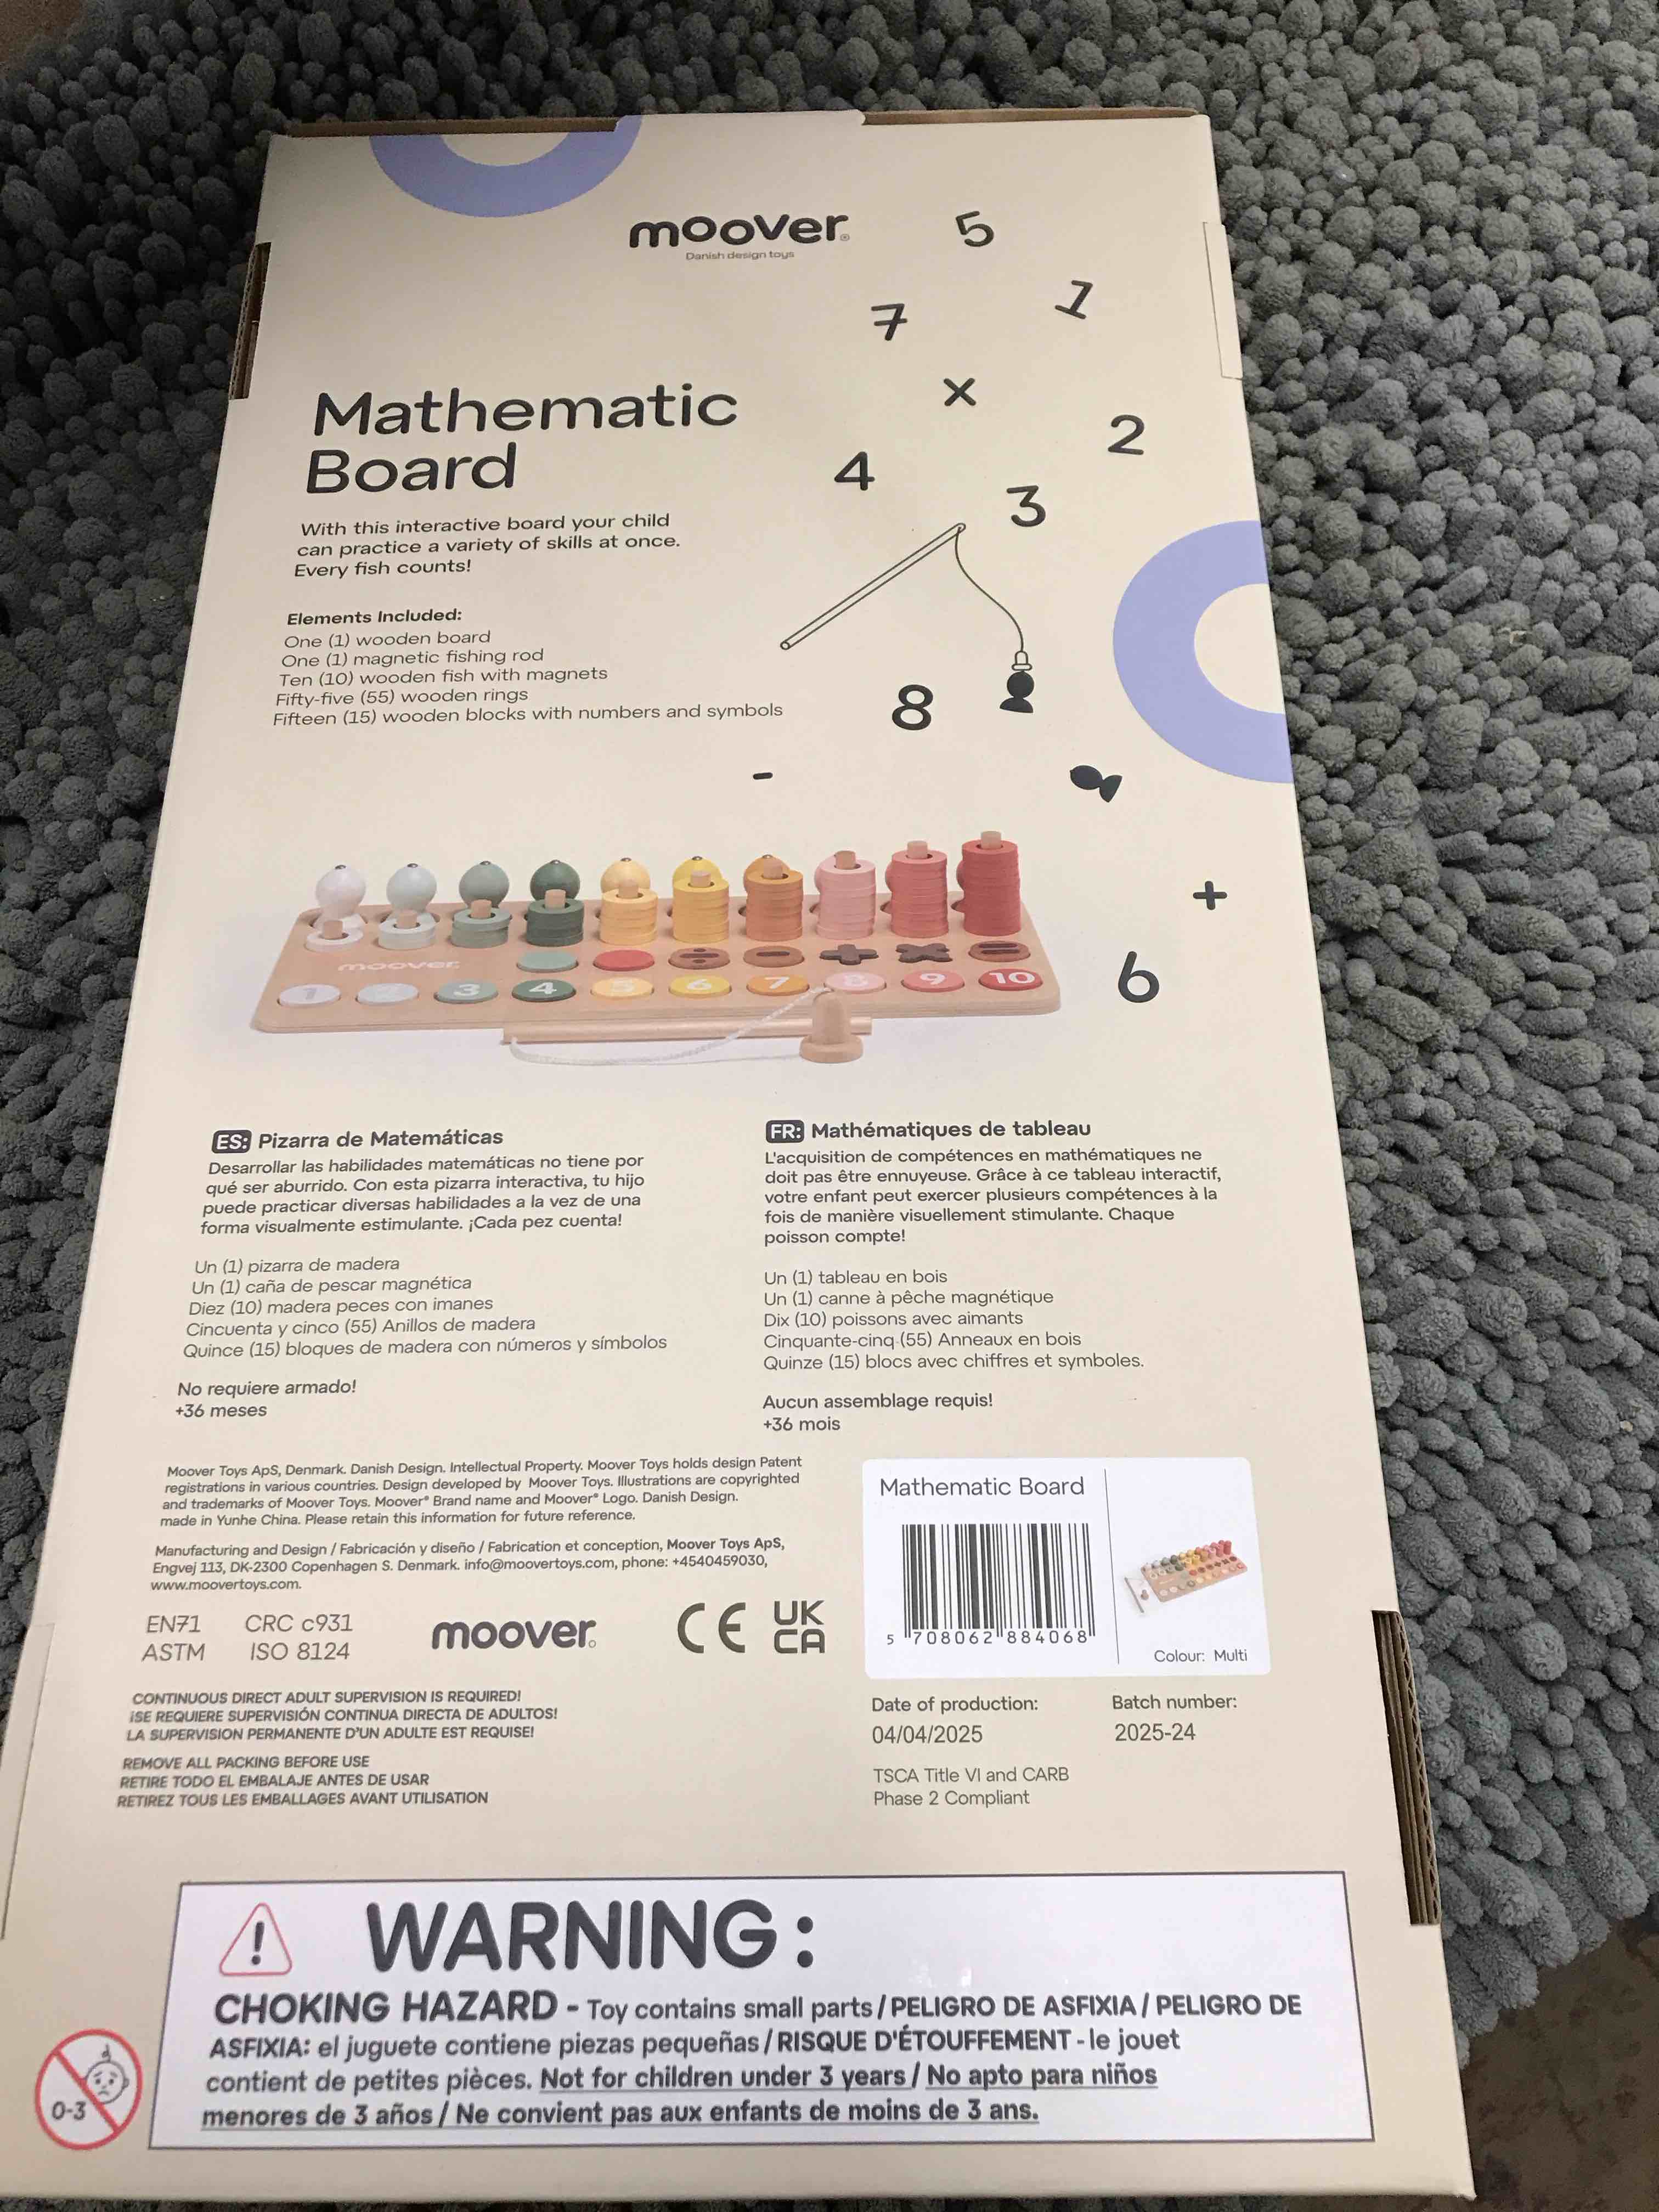 moover®
Danish design toys
5
1
7
×
2
4
3
8
-
+
6
Mathematic
Board
With this interactive board your child
can practice a variety of skills at once.
Every fish counts!
Elements Included:
One (1) wooden board
One (1) magnetic fishing rod
Ten (10) wooden fish with magnets
Fifty-five (55) wooden rings
Fifteen (15) wooden blocks with numbers and symbols
moover
÷ - + × =
1 2 3 4 5 6 7 8 9 10
ES: Pizarra de Matemáticas
Desarrollar las habilidades matemáticas no tiene por
qué ser aburrido. Con esta pizarra interactiva, tu hijo
puede practicar diversas habilidades a la vez de una
forma visualmente estimulante. ¡Cada pez cuenta!
Un (1) pizarra de madera
Un (1) caña de pescar magnética
Diez (10) madera peces con imanes
Cincuenta y cinco (55) Anillos de madera
Quince (15) bloques de madera con números y símbolos
No requiere armado!
+36 meses
FR: Mathématiques de tableau
L'acquisition de compétences en mathématiques ne
doit pas être ennuyeuse. Grâce à ce tableau interactif,
votre enfant peut exercer plusieurs compétences à la
fois de manière visuellement stimulante. Chaque
poisson compte!
Un (1) tableau en bois
Un (1) canne à pêche magnétique
Dix (10) poissons avec aimants
Cinquante-cinq (55) Anneaux en bois
Quinze (15) blocs avec chiffres et symboles.
Aucun assemblage requis!
+36 mois
Moover Toys ApS, Denmark. Danish Design. Intellectual Property. Moover Toys holds design Patent
registrations in various countries. Design developed by Moover Toys. Illustrations are copyrighted
and trademarks of Moover Toys. Moover® Brand name and Moover® Logo. Danish Design.
made in Yunhe China. Please retain this information for future reference.
Manufacturing and Design / Fabricación y diseño / Fabrication et conception, Moover Toys ApS,
Engvej 113, DK-2300 Copenhagen S. Denmark. info@moovertoys.com, phone: +4540459030,
www.moovertoys.com.
EN71 CRC c931
ASTM ISO 8124
moover®
CE
UK
CA
Mathematic Board
5 708062 884068
Colour: Multi
CONTINUOUS DIRECT ADULT SUPERVISION IS REQUIRED!
¡SE REQUIERE SUPERVISIÓN CONTINUA DIRECTA DE ADULTOS!
LA SUPERVISION PERMANENTE D'UN ADULTE EST REQUISE!
REMOVE ALL PACKING BEFORE USE
RETIRE TODO EL EMBALAJE ANTES DE USAR
RETIREZ TOUS LES EMBALLAGES AVANT UTILISATION
Date of production:
04/04/2025
Batch number:
2025-24
TSCA Title VI and CARB
Phase 2 Compliant
WARNING:
CHOKING HAZARD - Toy contains small parts / PELIGRO DE ASFIXIA / PELIGRO DE
ASFIXIA: el juguete contiene piezas pequeñas / RISQUE D'ÉTOUFFEMENT - le jouet
contient de petites pièces. Not for children under 3 years / No apto para niños
menores de 3 años / Ne convient pas aux enfants de moins de 3 ans.
0-3